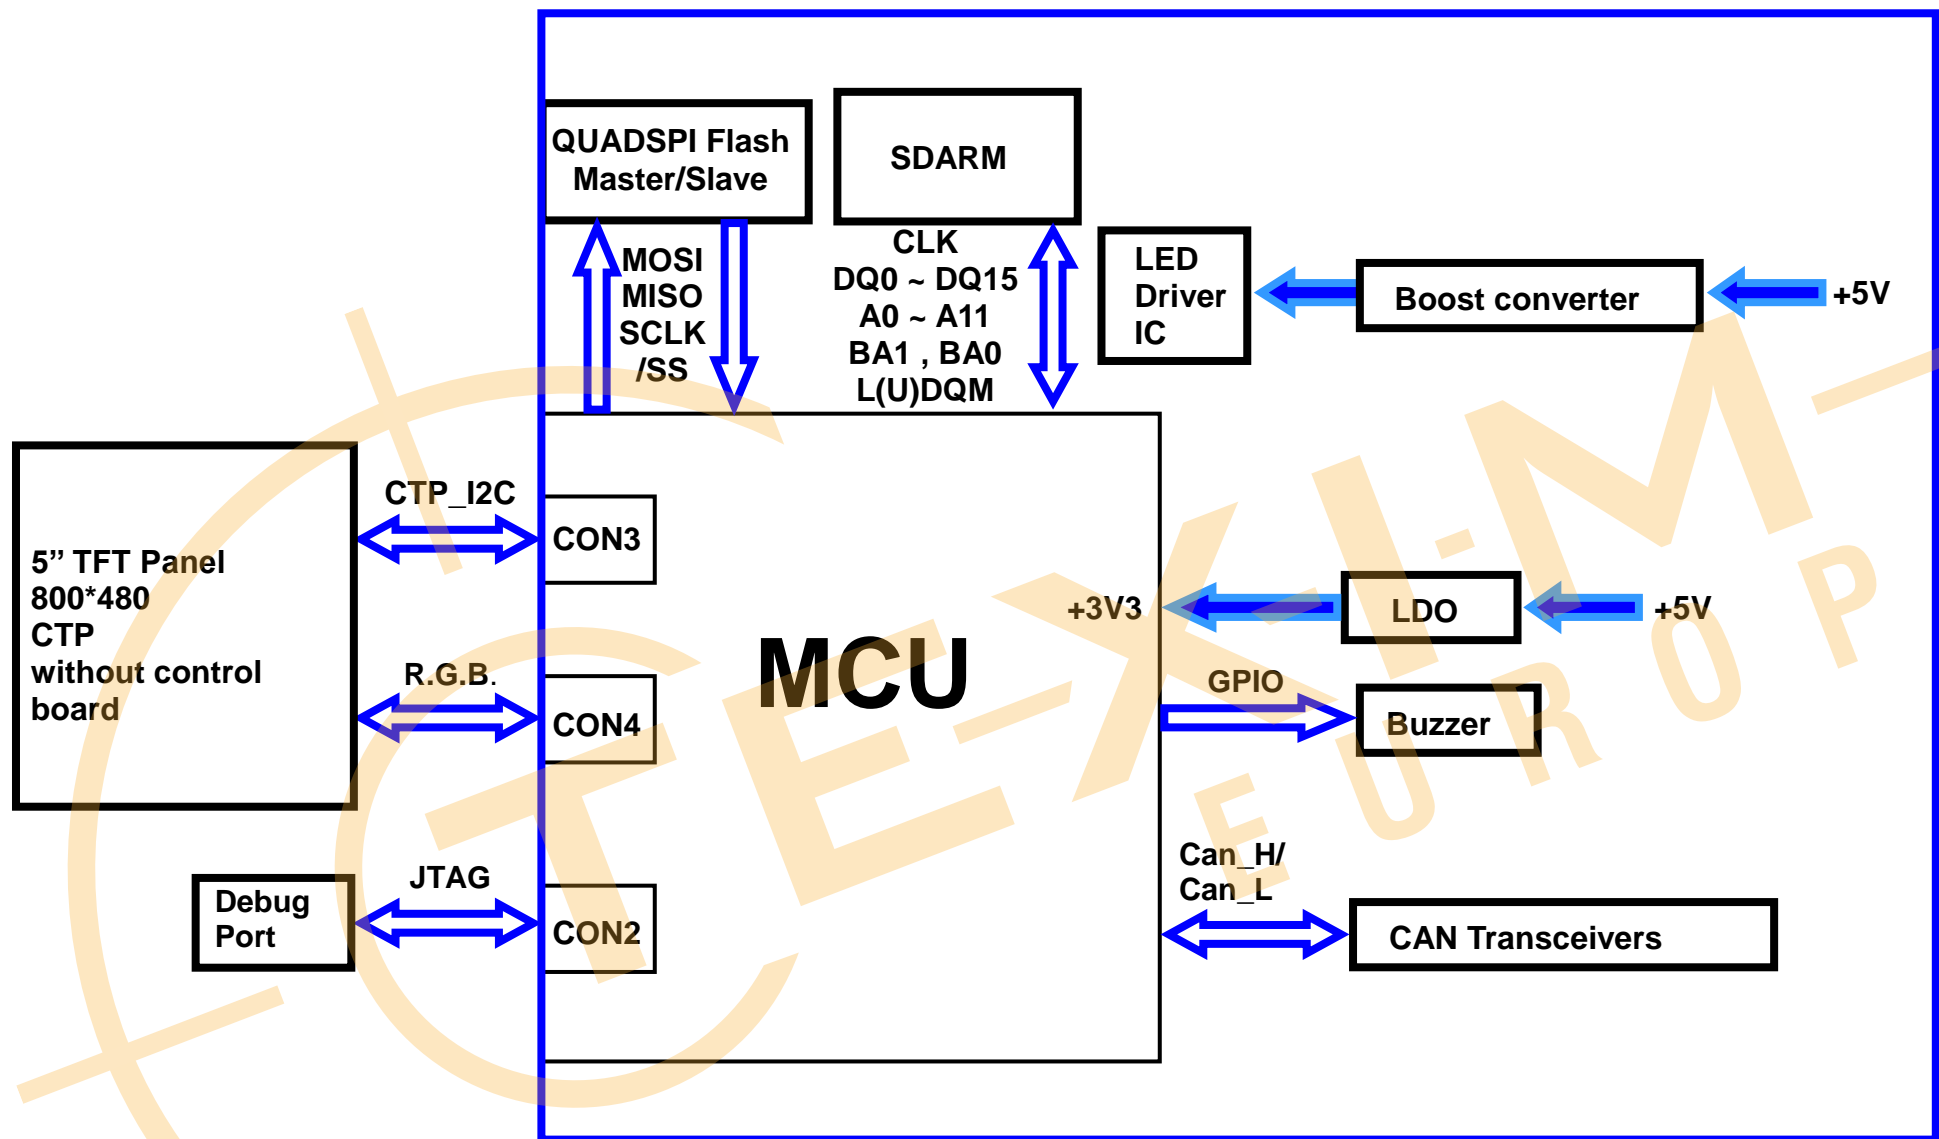 QUADSPI Flash
Master/Slave
SDARM
MOSI
MISO
SCLK
/SS
CLK
DQ0 ~ DQ15
A0 ~ A11
BA1 , BA0
L(U)DQM
LED
Driver
IC
Boost converter
+5V
CTP_I2C
CON3
5’’ TFT Panel
800*480
CTP
without control
board
R.G.B.
CON4
MCU
+3V3
LDO
+5V
GPIO
Buzzer
JTAG
Debug
Port
CON2
Can_H/
Can_L
CAN Transceivers
TEXIM
EUROP